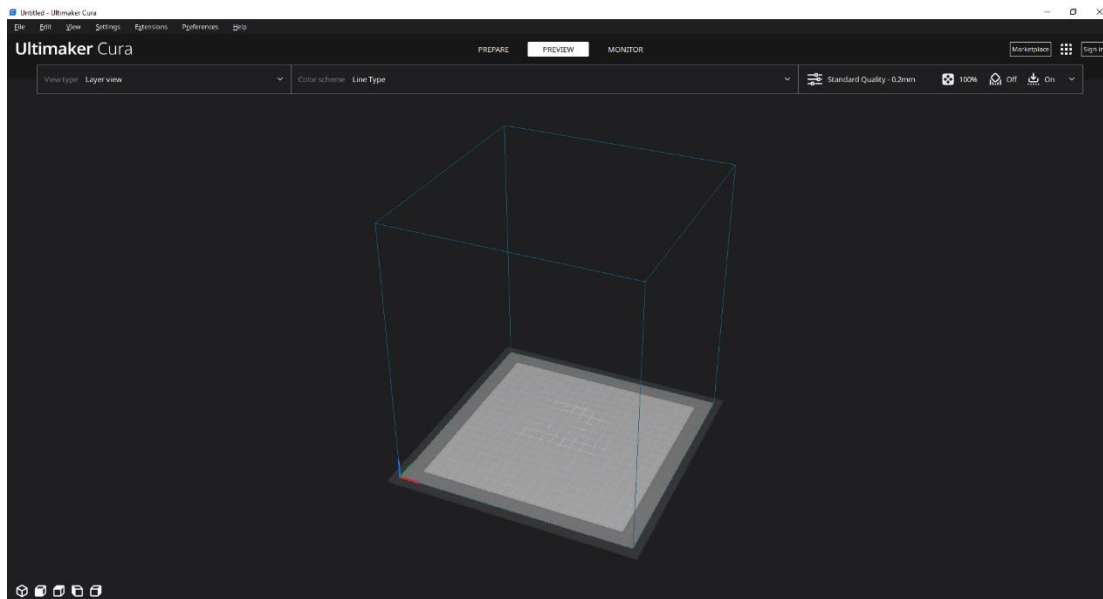 Untitled - Ultimaker Cura
File Edit View Settings Extensions Preferences Help
Ultimaker Cura PREPARE PREVIEW MONITOR Marketplace Sign in
View type Layer view Color scheme Line Type Standard Quality - 0.2mm 100% Off On